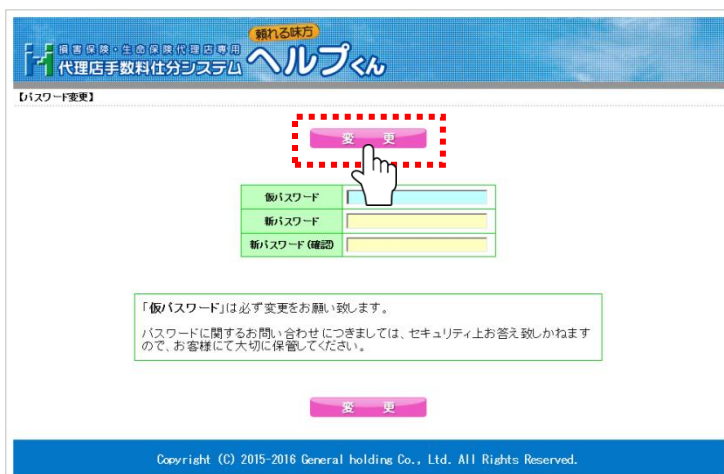 頼れる味方
損害保険・生命保険代理店専用
代理店手数料仕分システム ヘルプくん
【パスワード変更】
変 更
仮パスワード
新パスワード
新パスワード(確認)
「仮パスワード」は必ず変更をお願い致します。
パスワードに関するお問い合わせにつきましては、セキュリティ上お答え致しかねます
ので、お客様にて大切に保管してください。
変 更
Copyright (C) 2015-2016 General holding Co., Ltd. All Rights Reserved.